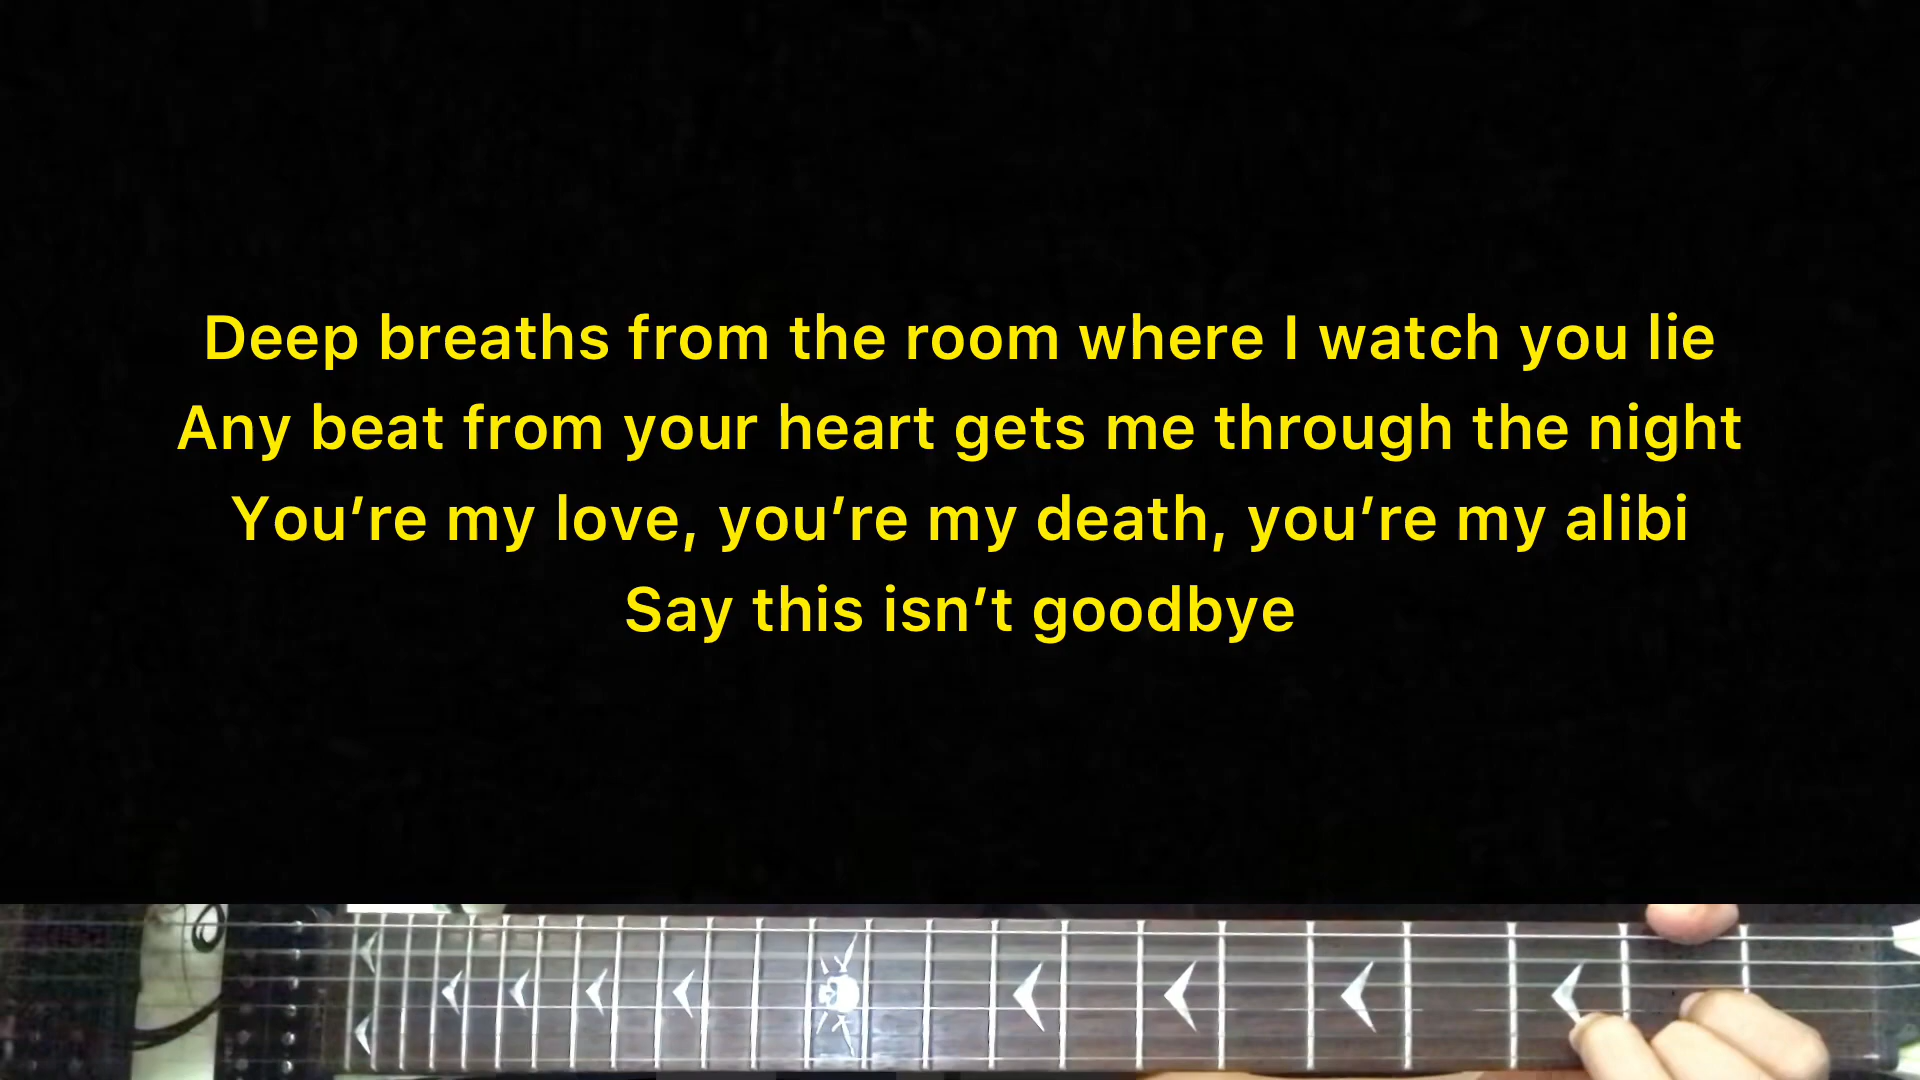 Deep breaths from the room where I watch you lie
Any beat from your heart gets me through the night
You’re my love, you’re my death, you’re my alibi
Say this isn’t goodbye